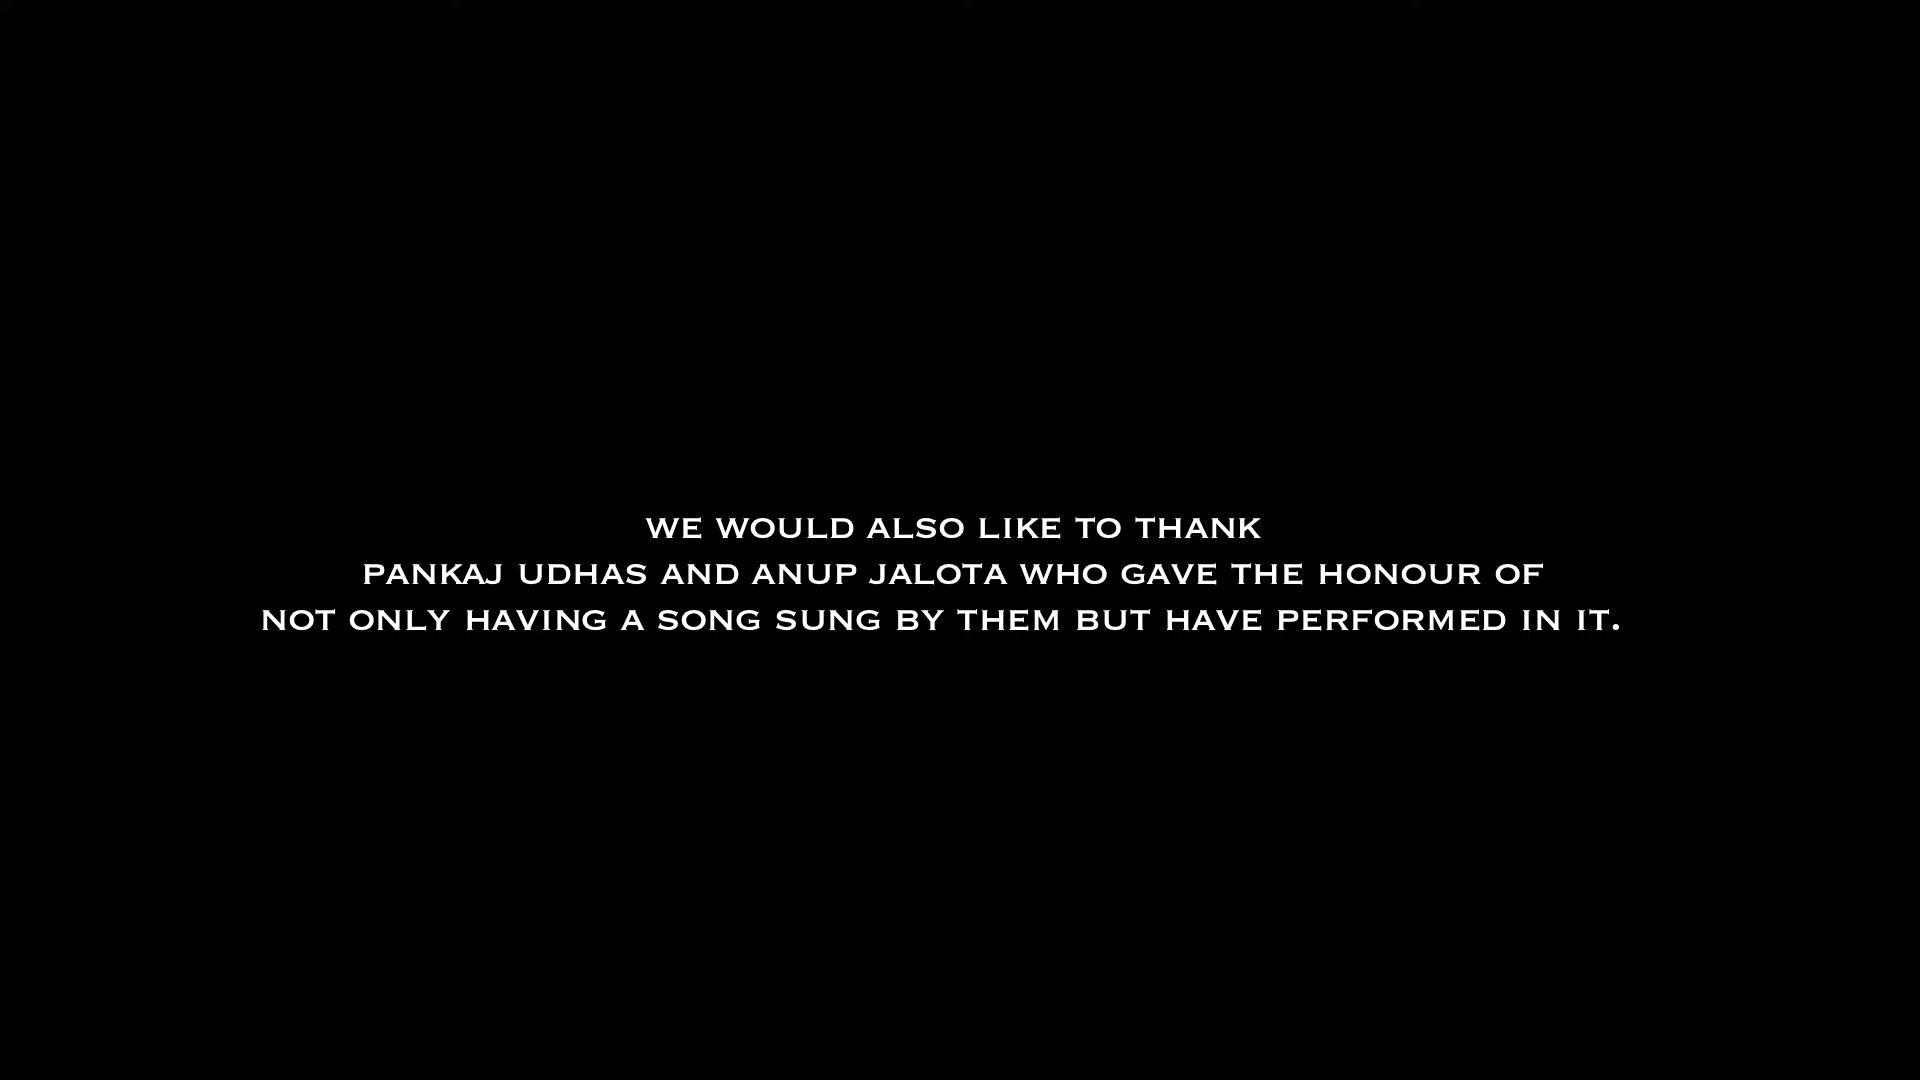 WE WOULD ALSO LIKE TO THANK
PANKAJ UDHAS AND ANUP JALOTA WHO GAVE THE HONOUR OF
NOT ONLY HAVING A SONG SUNG BY THEM BUT HAVE PERFORMED IN IT.